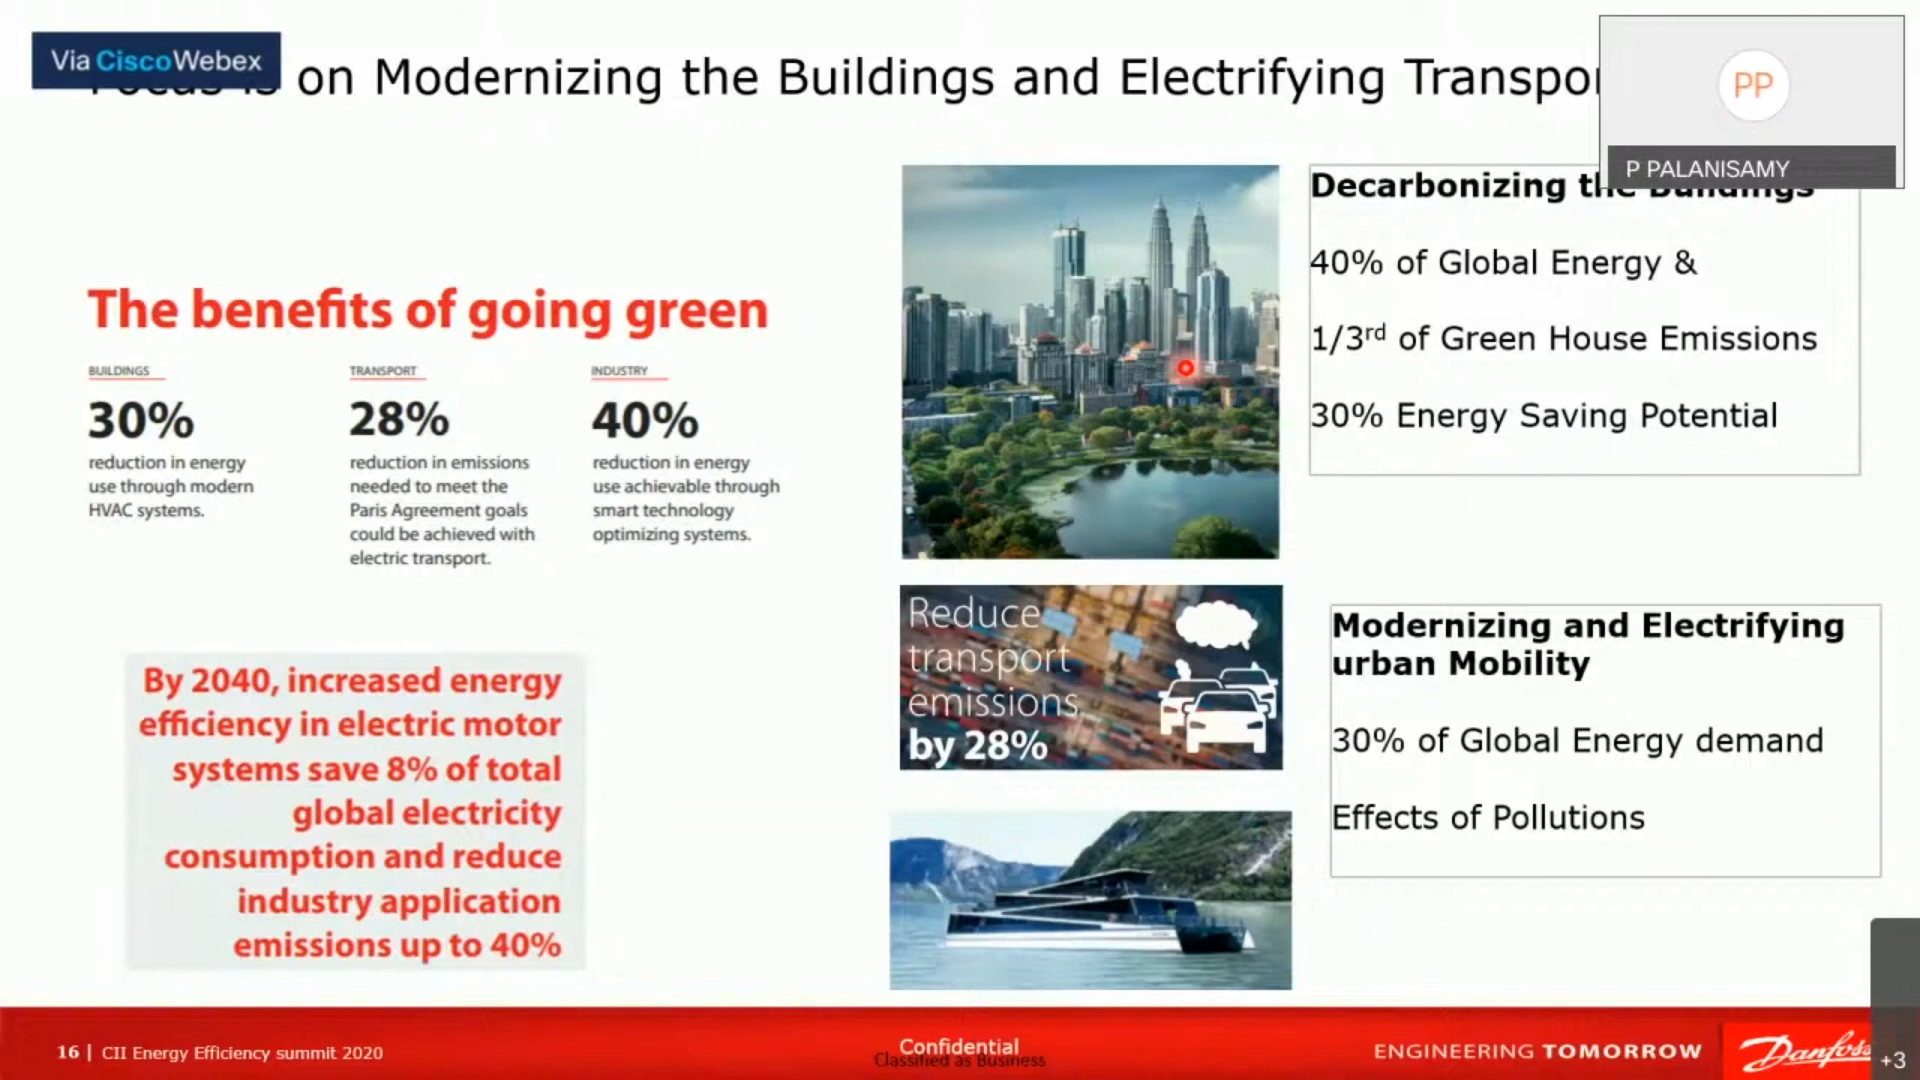 Via CiscoWebex
on Modernizing the Buildings and Electrifying
PP
P PALANISAMY
The benefits of going green
BUILDINGS
30%
reduction in energy
use through modern
HVAC systems.
TRANSPORT
28%
reduction in emissions
needed to meet the
Paris Agreement goals
could be achieved with
electric transport.
INDUSTRY
40%
reduction in energy
use achievable through
smart technology
optimizing systems.
By 2040, increased energy
efficiency in electric motor
systems save 8% of total
global electricity
consumption and reduce
industry application
emissions up to 40%
Reduce
transport
emissions
by 28%
Decarbonizing the Buildings
40% of Global Energy &
1/3rd of Green House Emissions
30% Energy Saving Potential
Modernizing and Electrifying
urban Mobility
30% of Global Energy demand
Effects of Pollutions
16 | CII Energy Efficiency summit 2020
Confidential
Classified as Business
ENGINEERING TOMORROW
Danfoss
+3